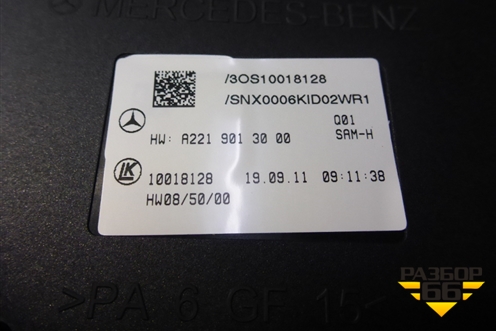 MERCEDES-BENZ
/3OS10018128
/SNX0006KID02WR1
Q01
HW: A221 901 30 00 SAM-H
LK
10018128 19.09.11 09:11:38
HW08/50/00
РАЗБОР
66
>PA 6 GF 15<